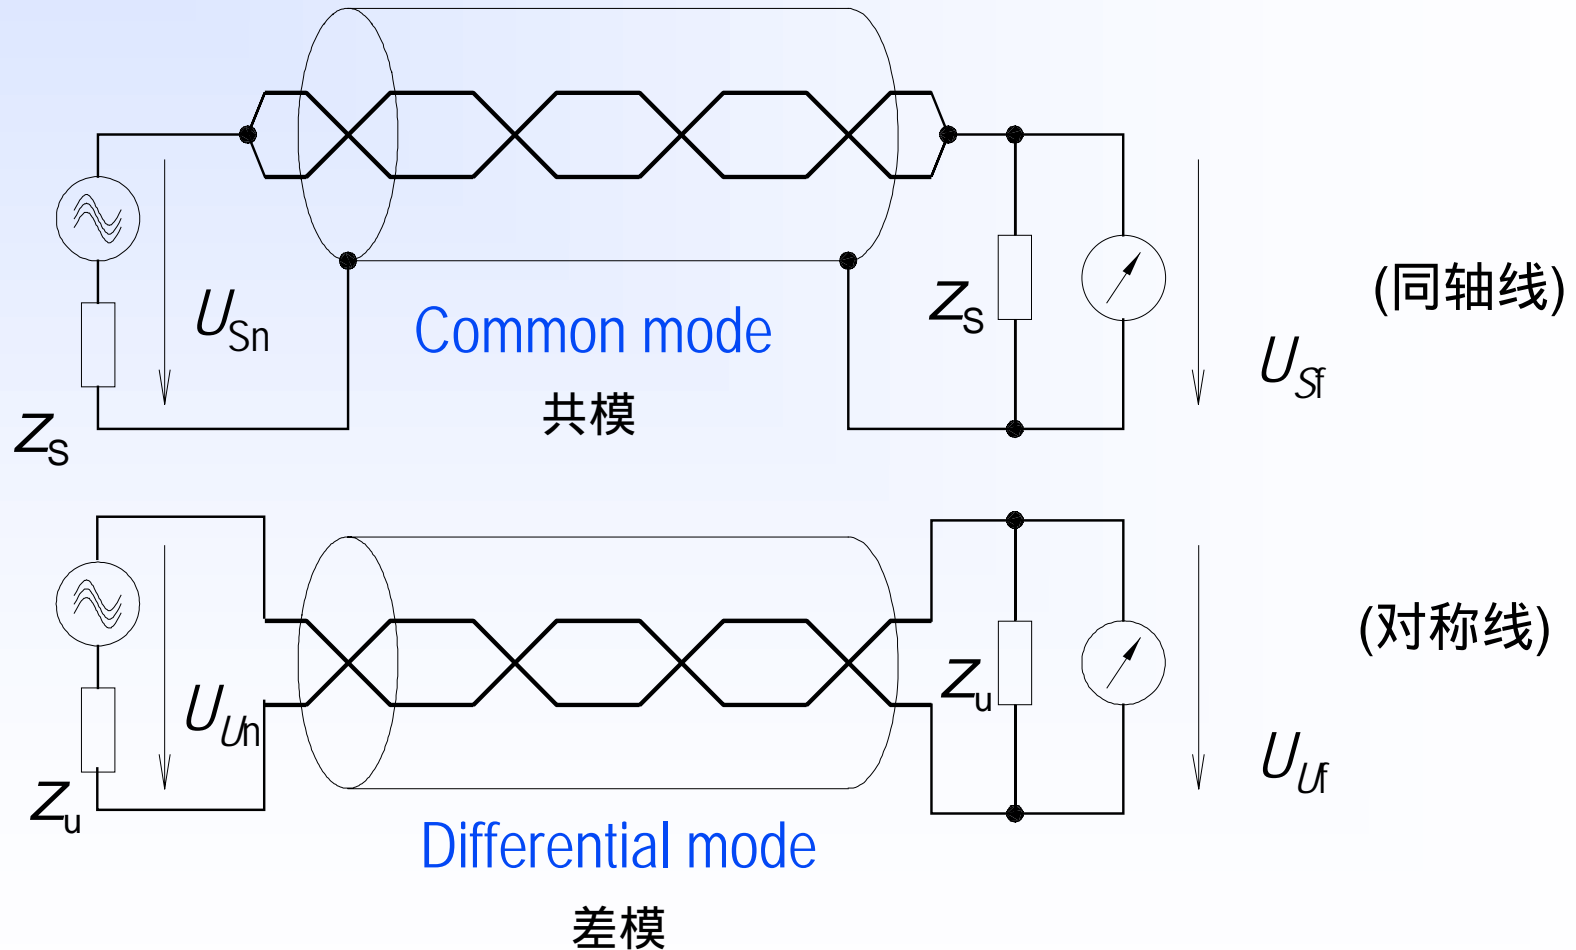 U_Sn
Z_S
Common mode
共模
Z_S
U_Sf
(同轴线)
U_Un
Z_u
Differential mode
差模
Z_u
U_Uf
(对称线)